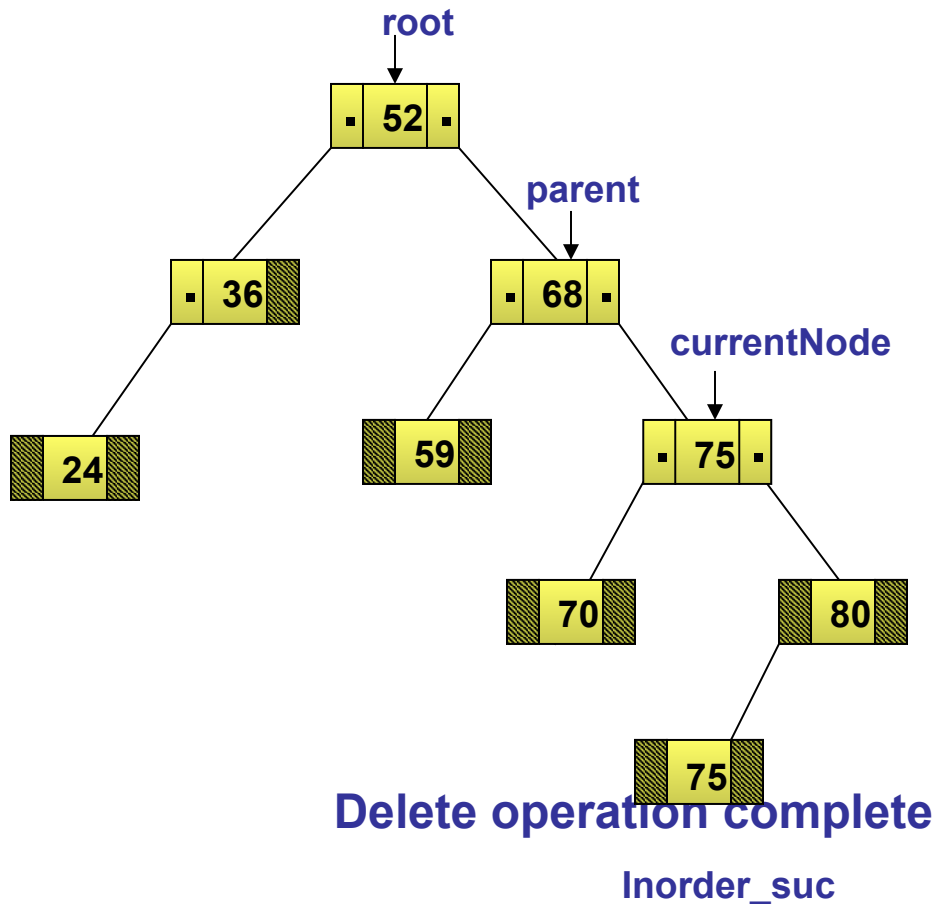 root
52
parent
36
68
currentNode
24
59
75
70
80
75
Delete operation complete
Inorder_suc